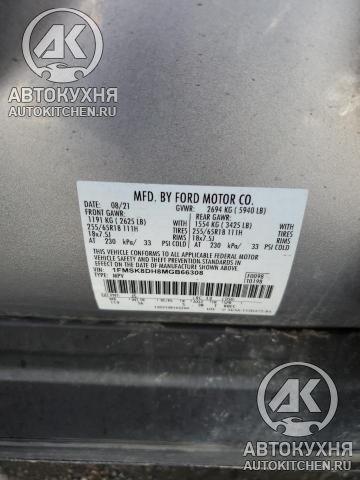 АК
АВТОКУХНЯ
AUTOKITCHEN.RU
MFD. BY FORD MOTOR CO.
DATE: 08/21 GVWR: 2694 KG (5940 LB)
FRONT GAWR: REAR GAWR:
1191 KG (2625 LB) 1554 KG (3425 LB)
255/65R18 111H TIRES 255/65R18 111H TIRES
18x7.5J RIMS 18x7.5J RIMS
AT 230 kPa/ 33 PSI COLD AT 230 kPa/ 33 PSI COLD
THIS VEHICLE CONFORMS TO ALL APPLICABLE FEDERAL MOTOR
VEHICLE SAFETY AND THEFT PREVENTION STANDARDS IN
EFFECT ON THE DATE OF MANUFACTURE SHOWN ABOVE.
VIN: 1FMSK8DH8MGB66308
TYPE: MPV
F0098
T0198
АК
АВТОКУХНЯ
AUTOKITCHEN.RU